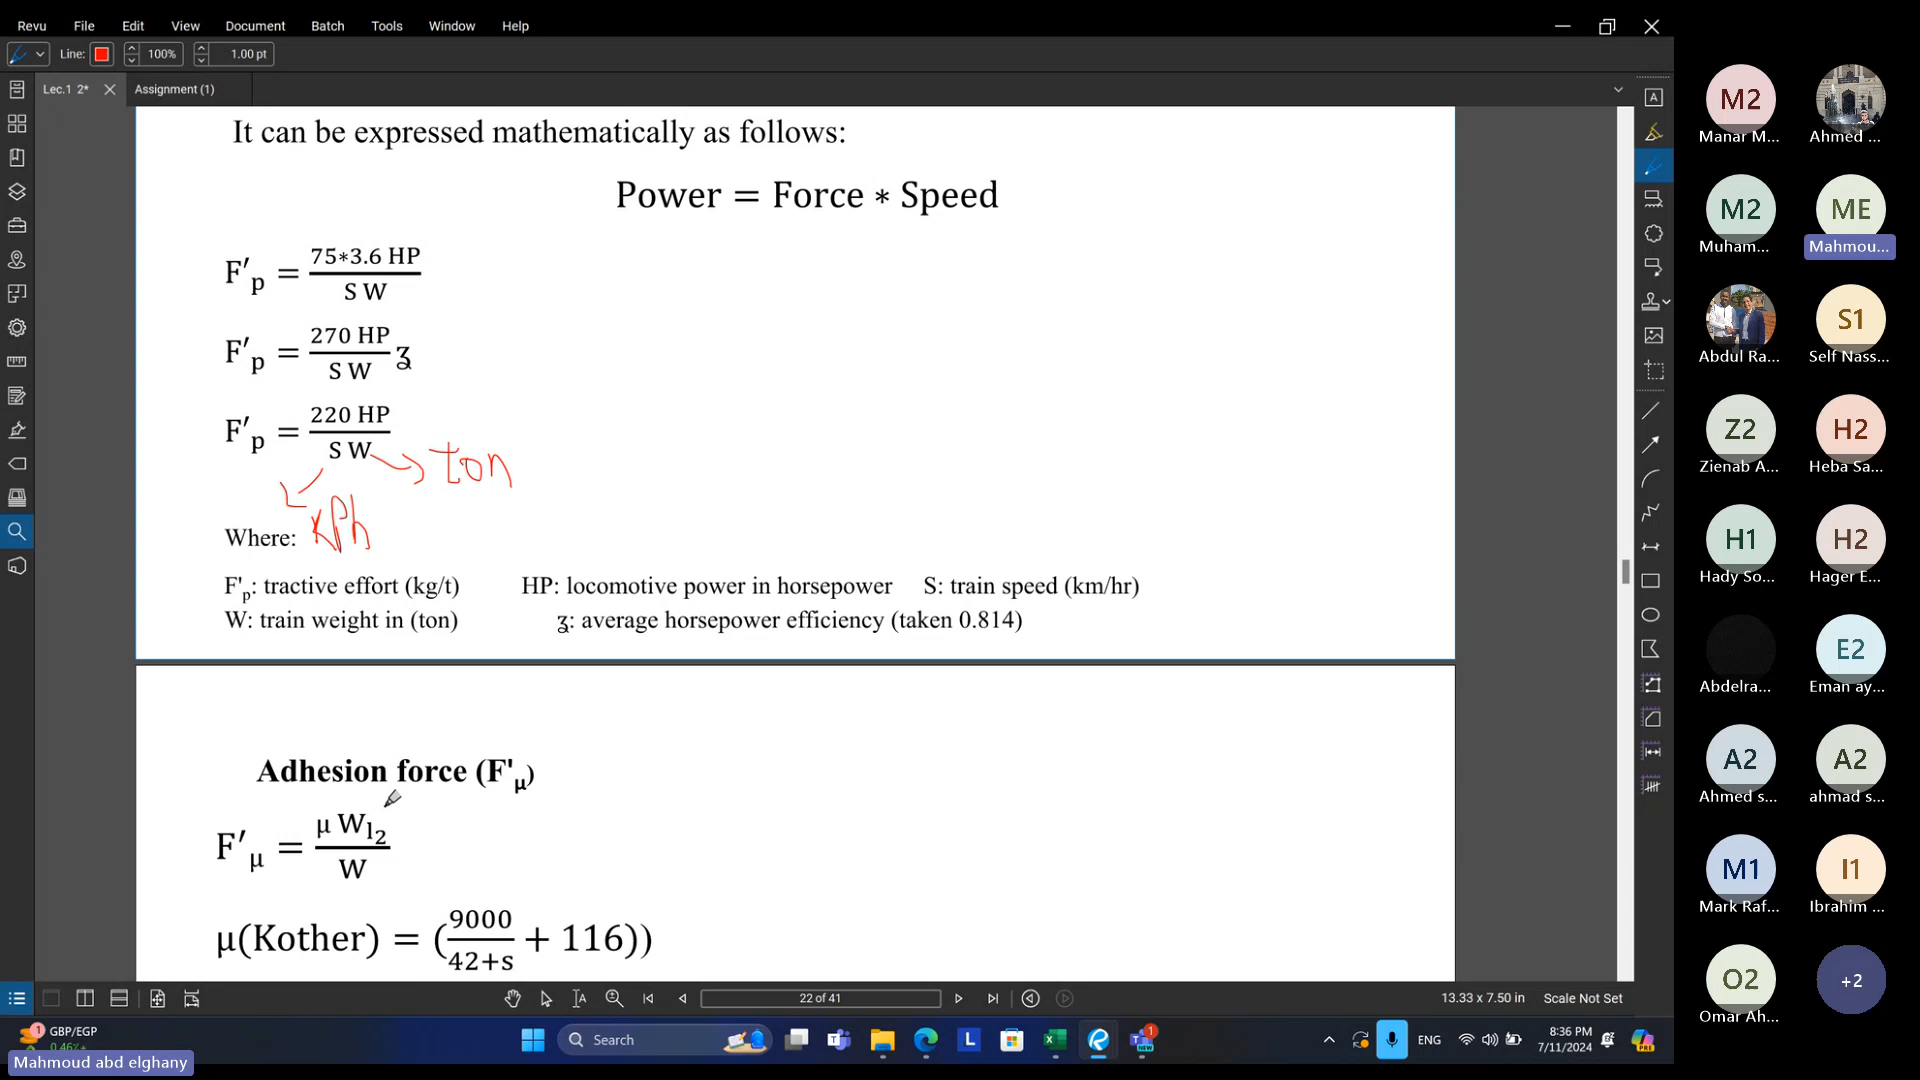 Revu File Edit View Document Batch Tools Window Help
Line: 100% 1.00 pt
Lec.1 2* Assignment (1)
It can be expressed mathematically as follows:
Power = Force ∗ Speed
F′p = 75∗3.6 HP / S W
F′p = 270 HP / S W ʓ
F′p = 220 HP / S W
ton
kph
Where:
F'p: tractive effort (kg/t) HP: locomotive power in horsepower S: train speed (km/hr)
W: train weight in (ton) ʓ: average horsepower efficiency (taken 0.814)
Adhesion force (F'μ)
F′μ = μ Wl2 / W
μ(Kother) = (9000 / 42+s + 116))
22 of 41
13.33 x 7.50 in Scale Not Set
M2 Manar M...
Ahmed ...
M2 Muham...
ME Mahmou...
Abdul Ra...
S1 Self Nass...
Z2 Zienab A...
H2 Heba Sa...
H1 Hady So...
H2 Hager E...
Abdelra...
E2 Eman ay...
A2 Ahmed s...
A2 ahmad s...
M1 Mark Raf...
I1 Ibrahim ...
O2 Omar Ah...
+2
1 GBP/EGP
0.46%
Search
1
ENG
8:36 PM
7/11/2024
Mahmoud abd elghany